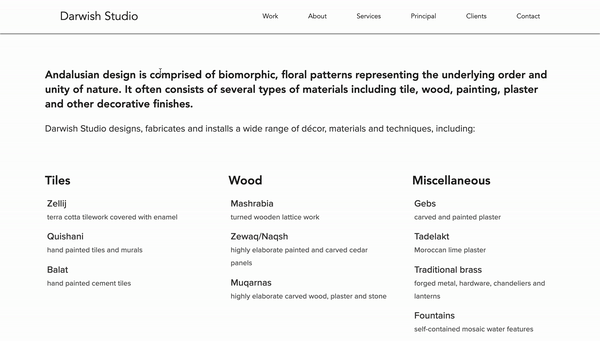 Darwish Studio
Work About Services Principal Clients Contact
Andalusian design is comprised of biomorphic, floral patterns representing the underlying order and
unity of nature. It often consists of several types of materials including tile, wood, painting, plaster
and other decorative finishes.
Darwish Studio designs, fabricates and installs a wide range of décor, materials and techniques, including:
Tiles
Zellij
terra cotta tilework covered with enamel
Quishani
hand painted tiles and murals
Balat
hand painted cement tiles
Wood
Mashrabia
turned wooden lattice work
Zewaq/Naqsh
highly elaborate painted and carved cedar
panels
Muqarnas
highly elaborate carved wood, plaster and stone
Miscellaneous
Gebs
carved and painted plaster
Tadelakt
Moroccan lime plaster
Traditional brass
forged metal, hardware, chandeliers and
lanterns
Fountains
self-contained mosaic water features